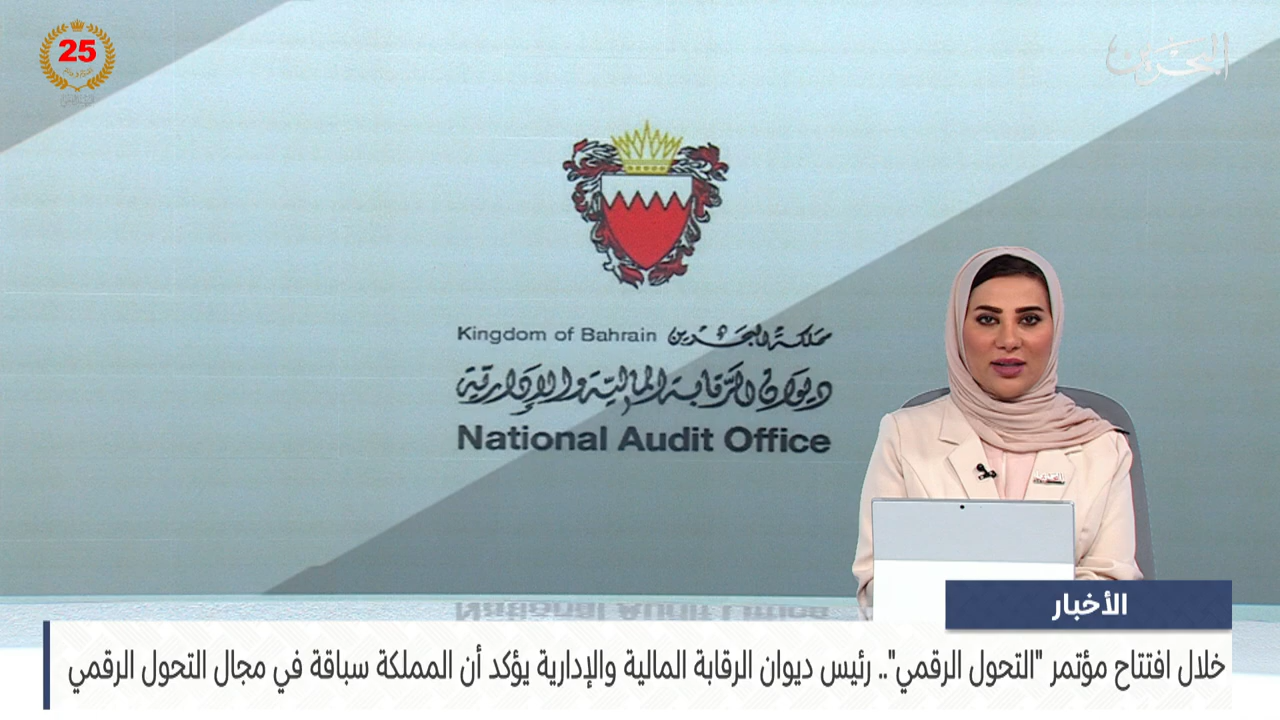 25
البحرين
Kingdom of Bahrain مملكة البحرين
ديوان الرقابة المالية والإدارية
National Audit Office
الأخبار
خلال افتتاح مؤتمر "التحول الرقمي".. رئيس ديوان الرقابة المالية والإدارية يؤكد أن المملكة سباقة في مجال التحول الرقمي